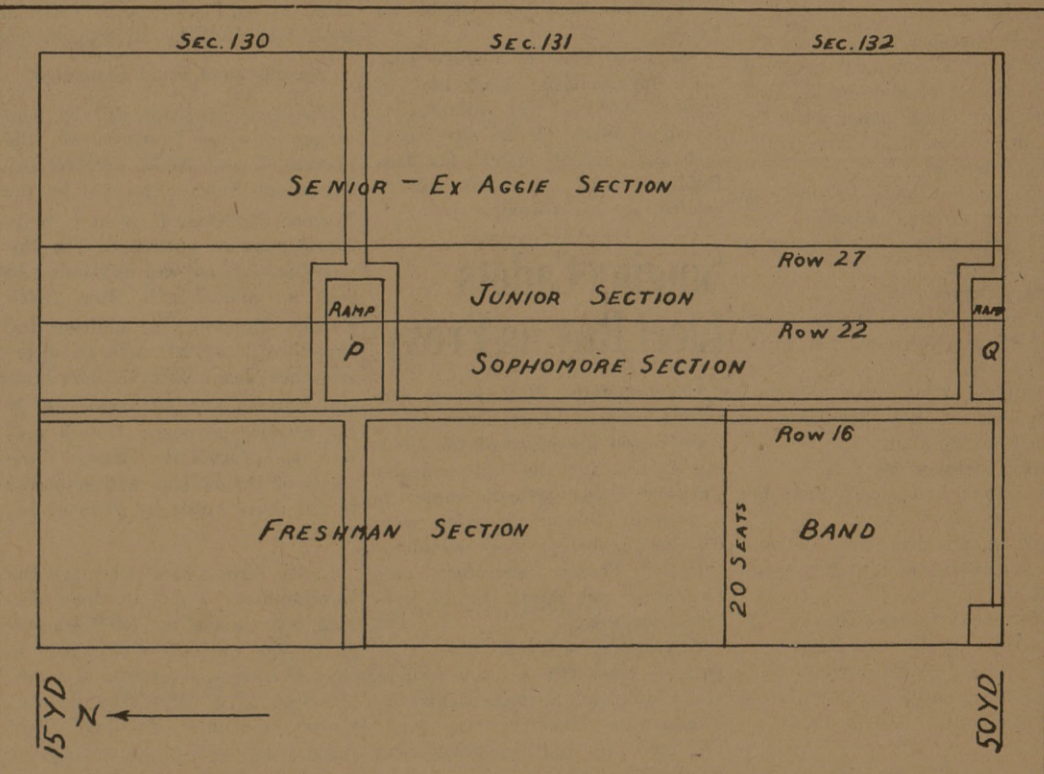 SEC. 130
SEC. 131
SEC. 132
SENIOR - EX AGGIE SECTION
ROW 27
JUNIOR SECTION
RAMP
P
RAMP
Q
ROW 22
SOPHOMORE SECTION
ROW 16
FRESHMAN SECTION
20 SEATS
BAND
15 YD
N
50 YD